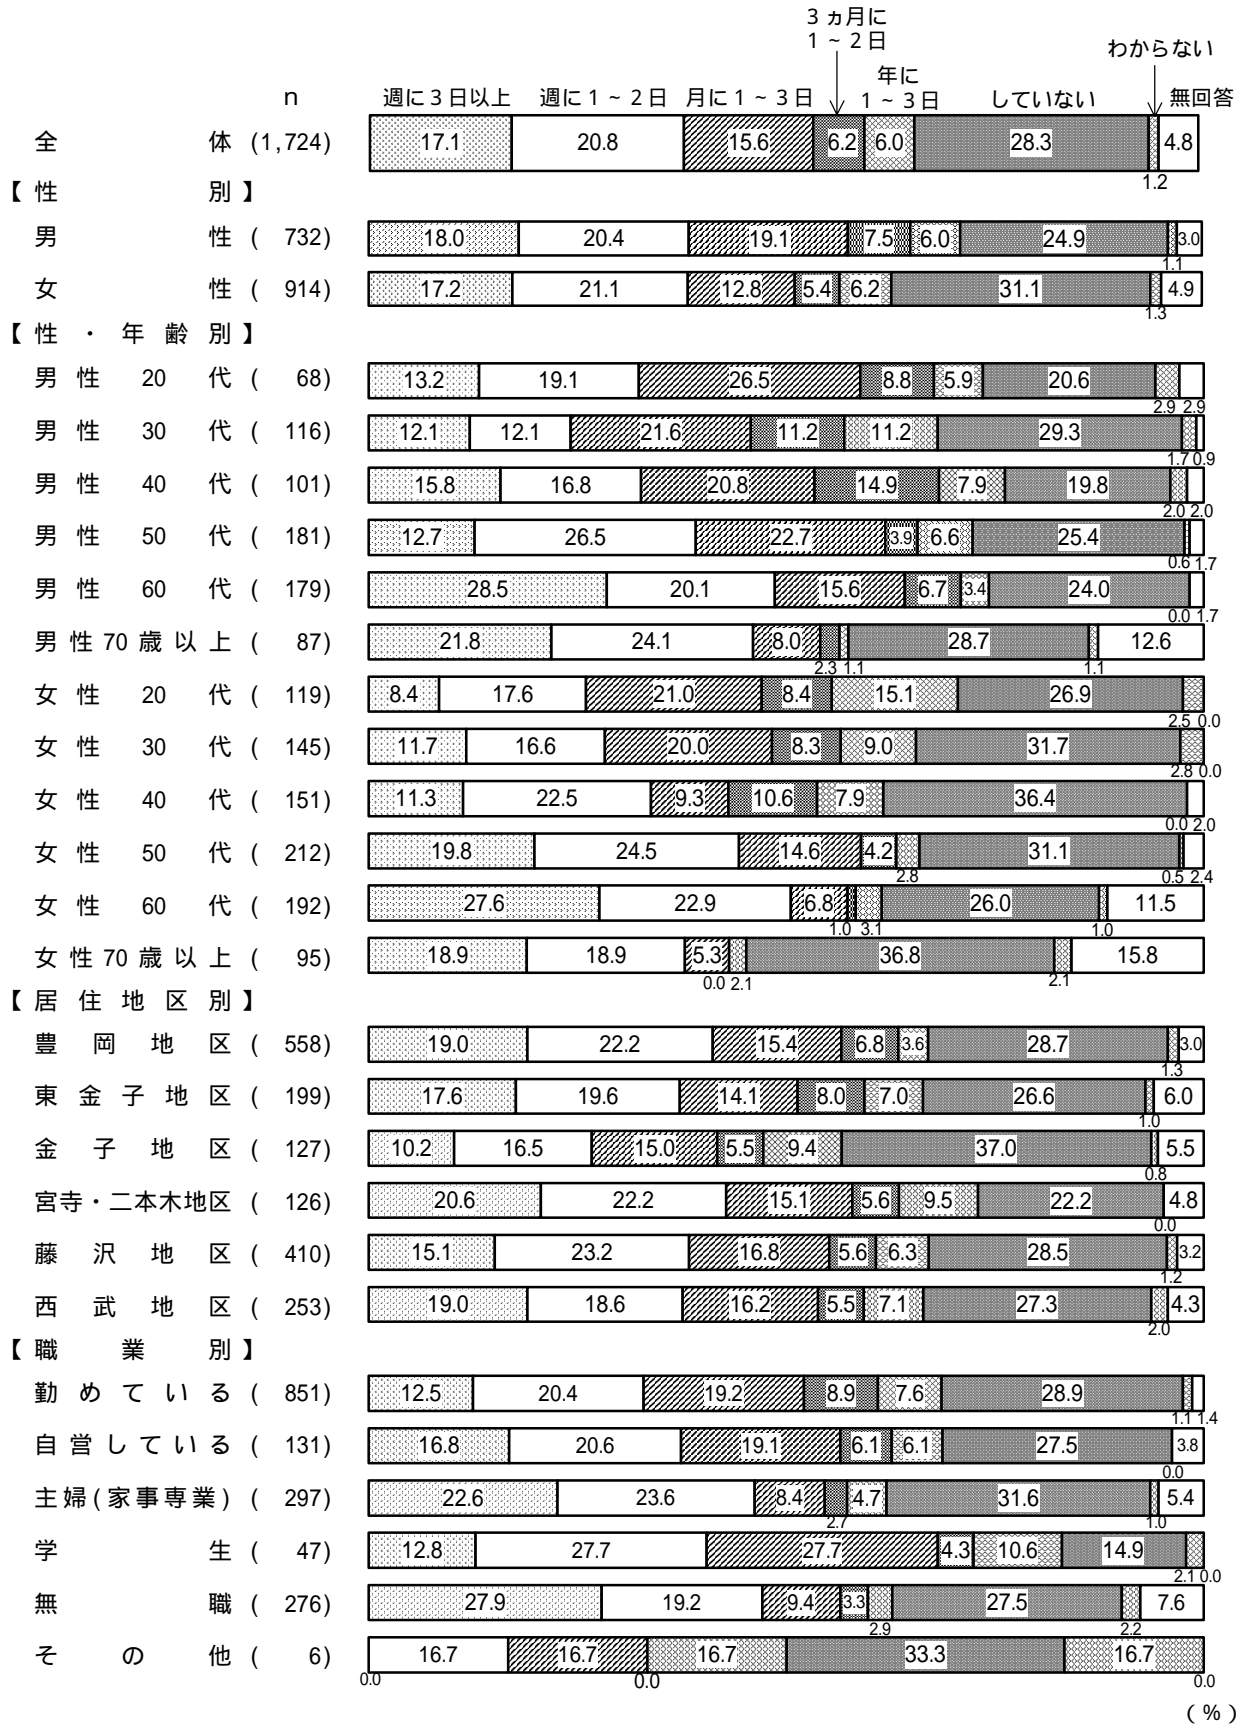 ３ヵ月に
１～２日
わからない
年に
n 週に３日以上 週に１～２日 月に１～３日 １～３日 していない 無回答
全体 (1,724) 17.1 20.8 15.6 6.2 6.0 28.3 4.8
1.2
【性別】
男性 ( 732) 18.0 20.4 19.1 7.5 6.0 24.9 3.0
1.1
女性 ( 914) 17.2 21.1 12.8 5.4 6.2 31.1 4.9
1.3
【性・年齢別】
男性20代 ( 68) 13.2 19.1 26.5 8.8 5.9 20.6
2.9 2.9
男性30代 ( 116) 12.1 12.1 21.6 11.2 11.2 29.3
1.7 0.9
男性40代 ( 101) 15.8 16.8 20.8 14.9 7.9 19.8
2.0 2.0
男性50代 ( 181) 12.7 26.5 22.7 3.9 6.6 25.4
0.6 1.7
男性60代 ( 179) 28.5 20.1 15.6 6.7 3.4 24.0
0.0 1.7
男性70歳以上 ( 87) 21.8 24.1 8.0 28.7 12.6
2.3 1.1 1.1
女性20代 ( 119) 8.4 17.6 21.0 8.4 15.1 26.9
2.5 0.0
女性30代 ( 145) 11.7 16.6 20.0 8.3 9.0 31.7
2.8 0.0
女性40代 ( 151) 11.3 22.5 9.3 10.6 7.9 36.4
0.0 2.0
女性50代 ( 212) 19.8 24.5 14.6 4.2 31.1
2.8 0.5 2.4
女性60代 ( 192) 27.6 22.9 6.8 26.0 11.5
1.0 3.1 1.0
女性70歳以上 ( 95) 18.9 18.9 5.3 36.8 15.8
0.0 2.1 2.1
【居住地区別】
豊岡地区 ( 558) 19.0 22.2 15.4 6.8 3.6 28.7 3.0
1.3
東金子地区 ( 199) 17.6 19.6 14.1 8.0 7.0 26.6 6.0
1.0
金子地区 ( 127) 10.2 16.5 15.0 5.5 9.4 37.0 5.5
0.8
宮寺・二本木地区 ( 126) 20.6 22.2 15.1 5.6 9.5 22.2 4.8
0.0
藤沢地区 ( 410) 15.1 23.2 16.8 5.6 6.3 28.5 3.2
1.2
西武地区 ( 253) 19.0 18.6 16.2 5.5 7.1 27.3 4.3
2.0
【職業別】
勤めている ( 851) 12.5 20.4 19.2 8.9 7.6 28.9
1.1 1.4
自営している ( 131) 16.8 20.6 19.1 6.1 6.1 27.5 3.8
0.0
主婦(家事専業) ( 297) 22.6 23.6 8.4 4.7 31.6 5.4
2.7 1.0
学生 ( 47) 12.8 27.7 27.7 4.3 10.6 14.9
2.1 0.0
無職 ( 276) 27.9 19.2 9.4 3.3 27.5 7.6
2.9 2.2
その他 ( 6) 16.7 16.7 16.7 33.3 16.7
0.0 0.0 0.0
(％)